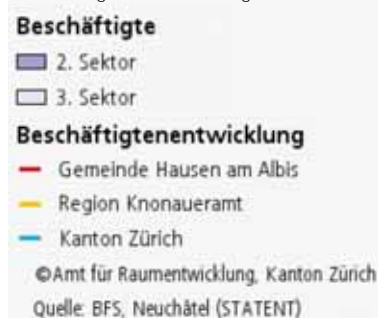 Beschäftigte
2. Sektor
3. Sektor
Beschäftigtenentwicklung
Gemeinde Hausen am Albis
Region Knonaueramt
Kanton Zürich
©Amt für Raumentwicklung, Kanton Zürich
Quelle: BFS, Neuchâtel (STATENT)